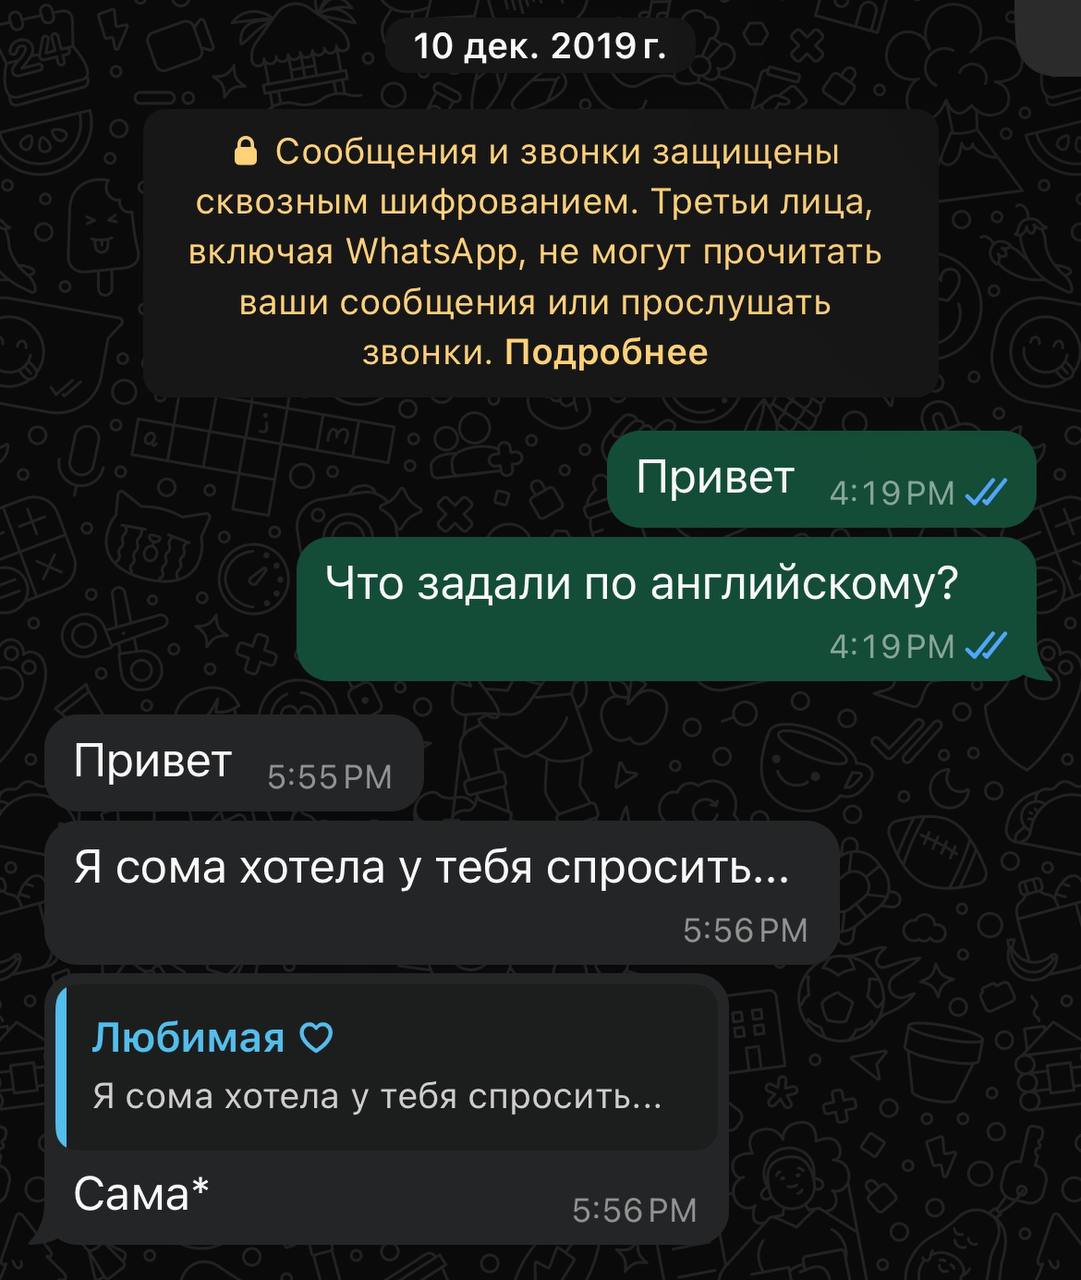 10 дек. 2019 г.
Сообщения и звонки защищены
сквозным шифрованием. Третьи лица,
включая WhatsApp, не могут прочитать
ваши сообщения или прослушать
звонки. Подробнее
Привет 4:19 PM
Что задали по английскому?
4:19 PM
Привет 5:55 PM
Я сома хотела у тебя спросить...
5:56 PM
Любимая ♡
Я сома хотела у тебя спросить...
Сама* 5:56 PM